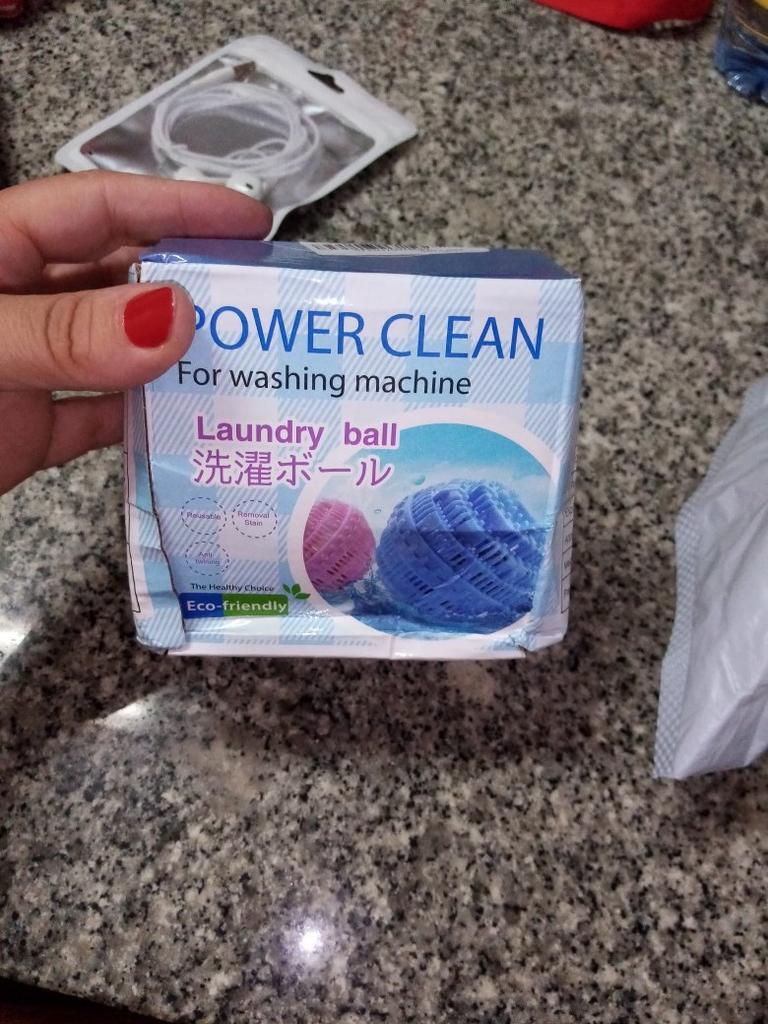 POWER CLEAN
For washing machine
Laundry ball
洗濯ボール
Reusable
Removal
Stain
Anti
The Healthy Choice
Eco-friendly